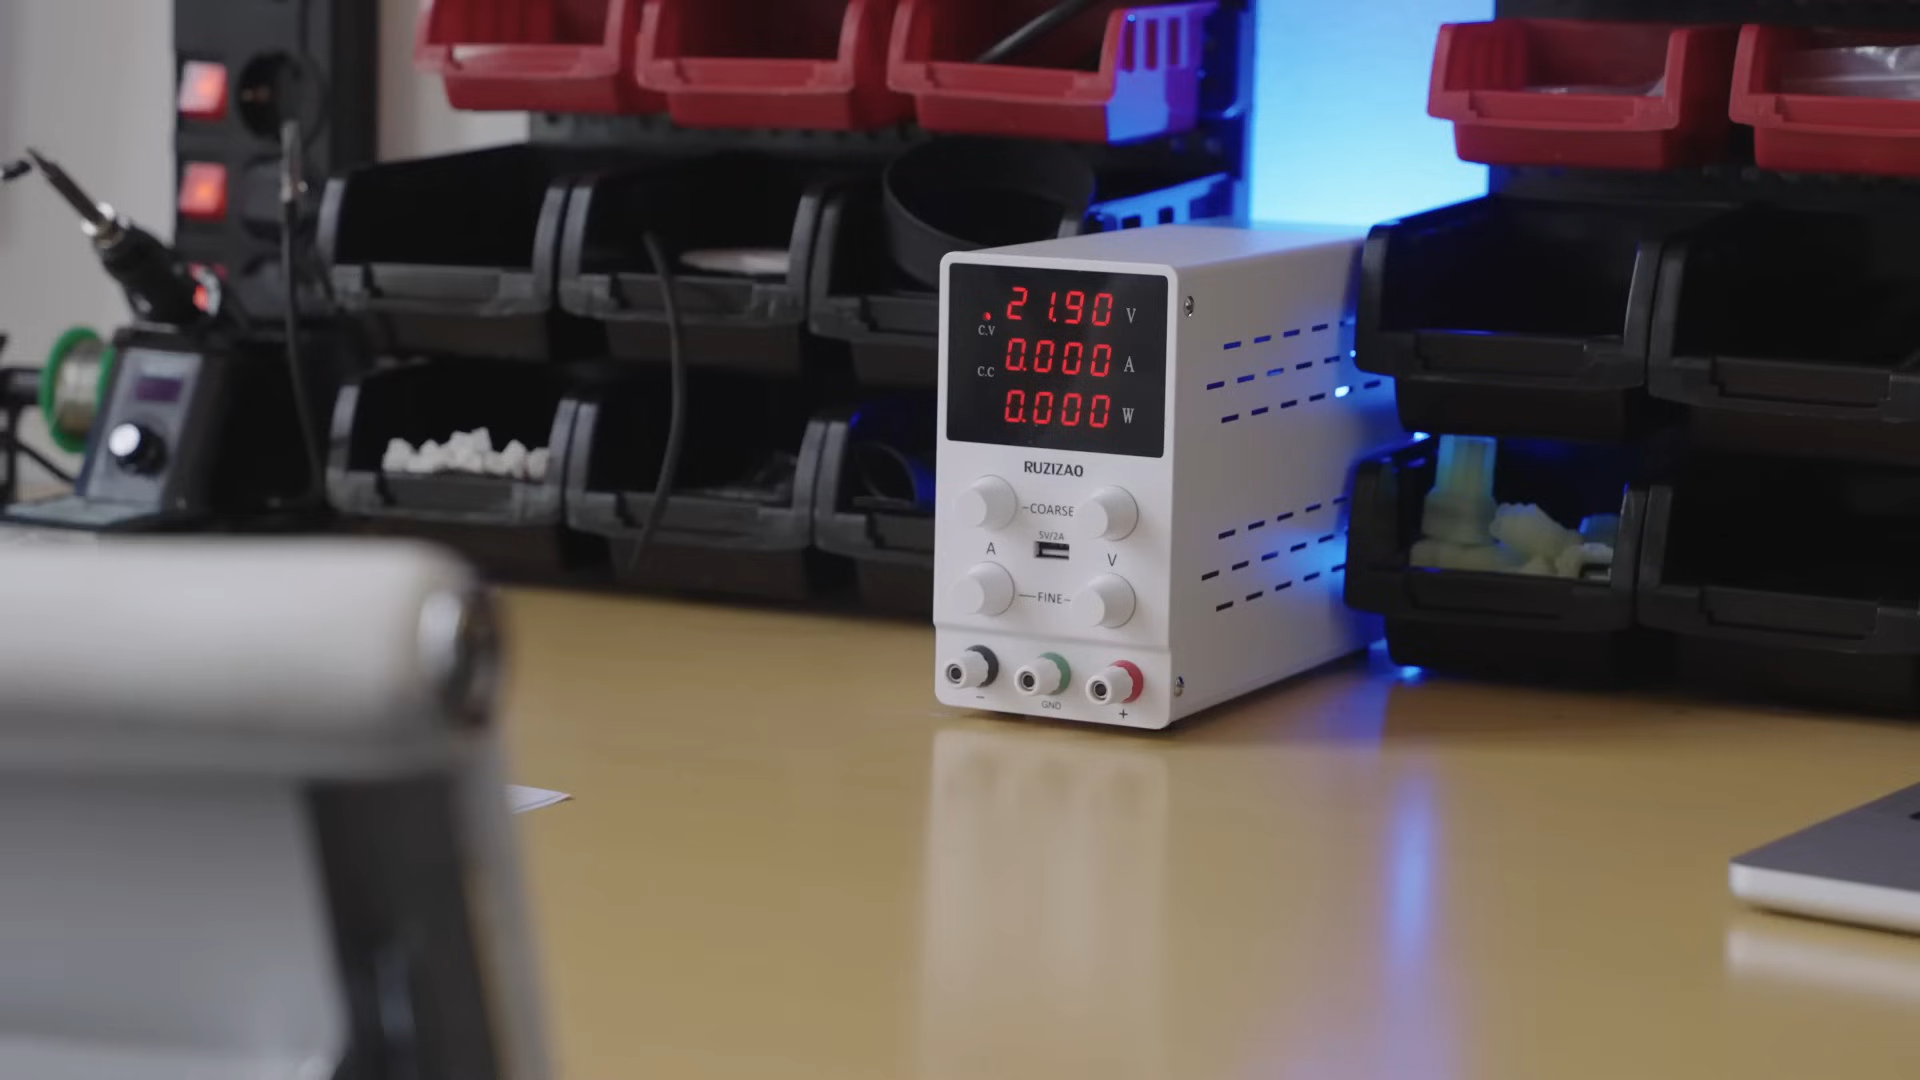 21.90 V
C.V
0.000 A
C.C
0.000 W
RUZIZAO
COARSE
5V/2A
A V
FINE
- GND +